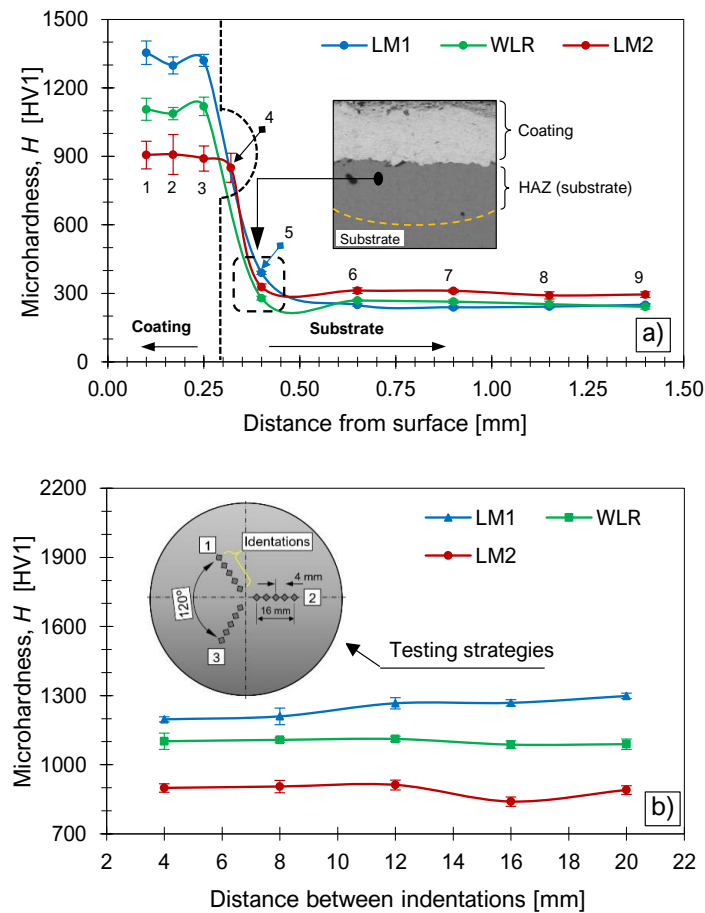 1500
1200
900
600
300
0
Microhardness, H [HV1]
LM1 WLR LM2
4
1 2 3
5
6 7 8 9
Coating
HAZ (substrate)
Substrate
Coating Substrate
a)
0.00 0.25 0.50 0.75 1.00 1.25 1.50
Distance from surface [mm]
2200
1900
1700
1300
1100
900
700
Microhardness, H [HV1]
LM1 WLR
LM2
1
Identations
4 mm
2
16 mm
120°
3
Testing strategies
b)
2 4 6 8 10 12 14 16 18 20 22
Distance between indentations [mm]